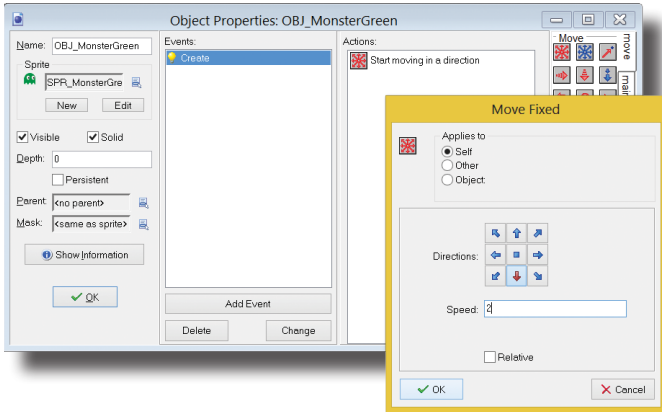 Object Properties: OBJ_MonsterGreen
Name: OBJ_MonsterGreen
Sprite
SPR_MonsterGre
New Edit
Visible Solid
Depth: 0
Persistent
Parent: <no parent>
Mask: <same as sprite>
Show Information
OK
Events:
Create
Add Event
Delete Change
Actions:
Start moving in a direction
Move
move
main
Move Fixed
Applies to
Self
Other
Object:
Directions:
Speed: 2
Relative
OK Cancel